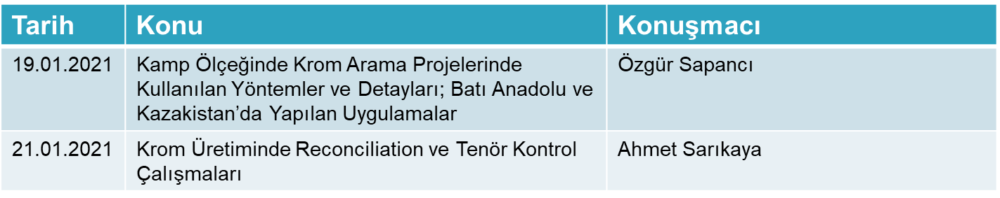 Tarih Konu Konuşmacı
19.01.2021 Kamp Ölçeğinde Krom Arama Projelerinde Özgür Sapancı
Kullanılan Yöntemler ve Detayları; Batı Anadolu ve
Kazakistan’da Yapılan Uygulamalar
21.01.2021 Krom Üretiminde Reconciliation ve Tenör Kontrol Ahmet Sarıkaya
Çalışmaları